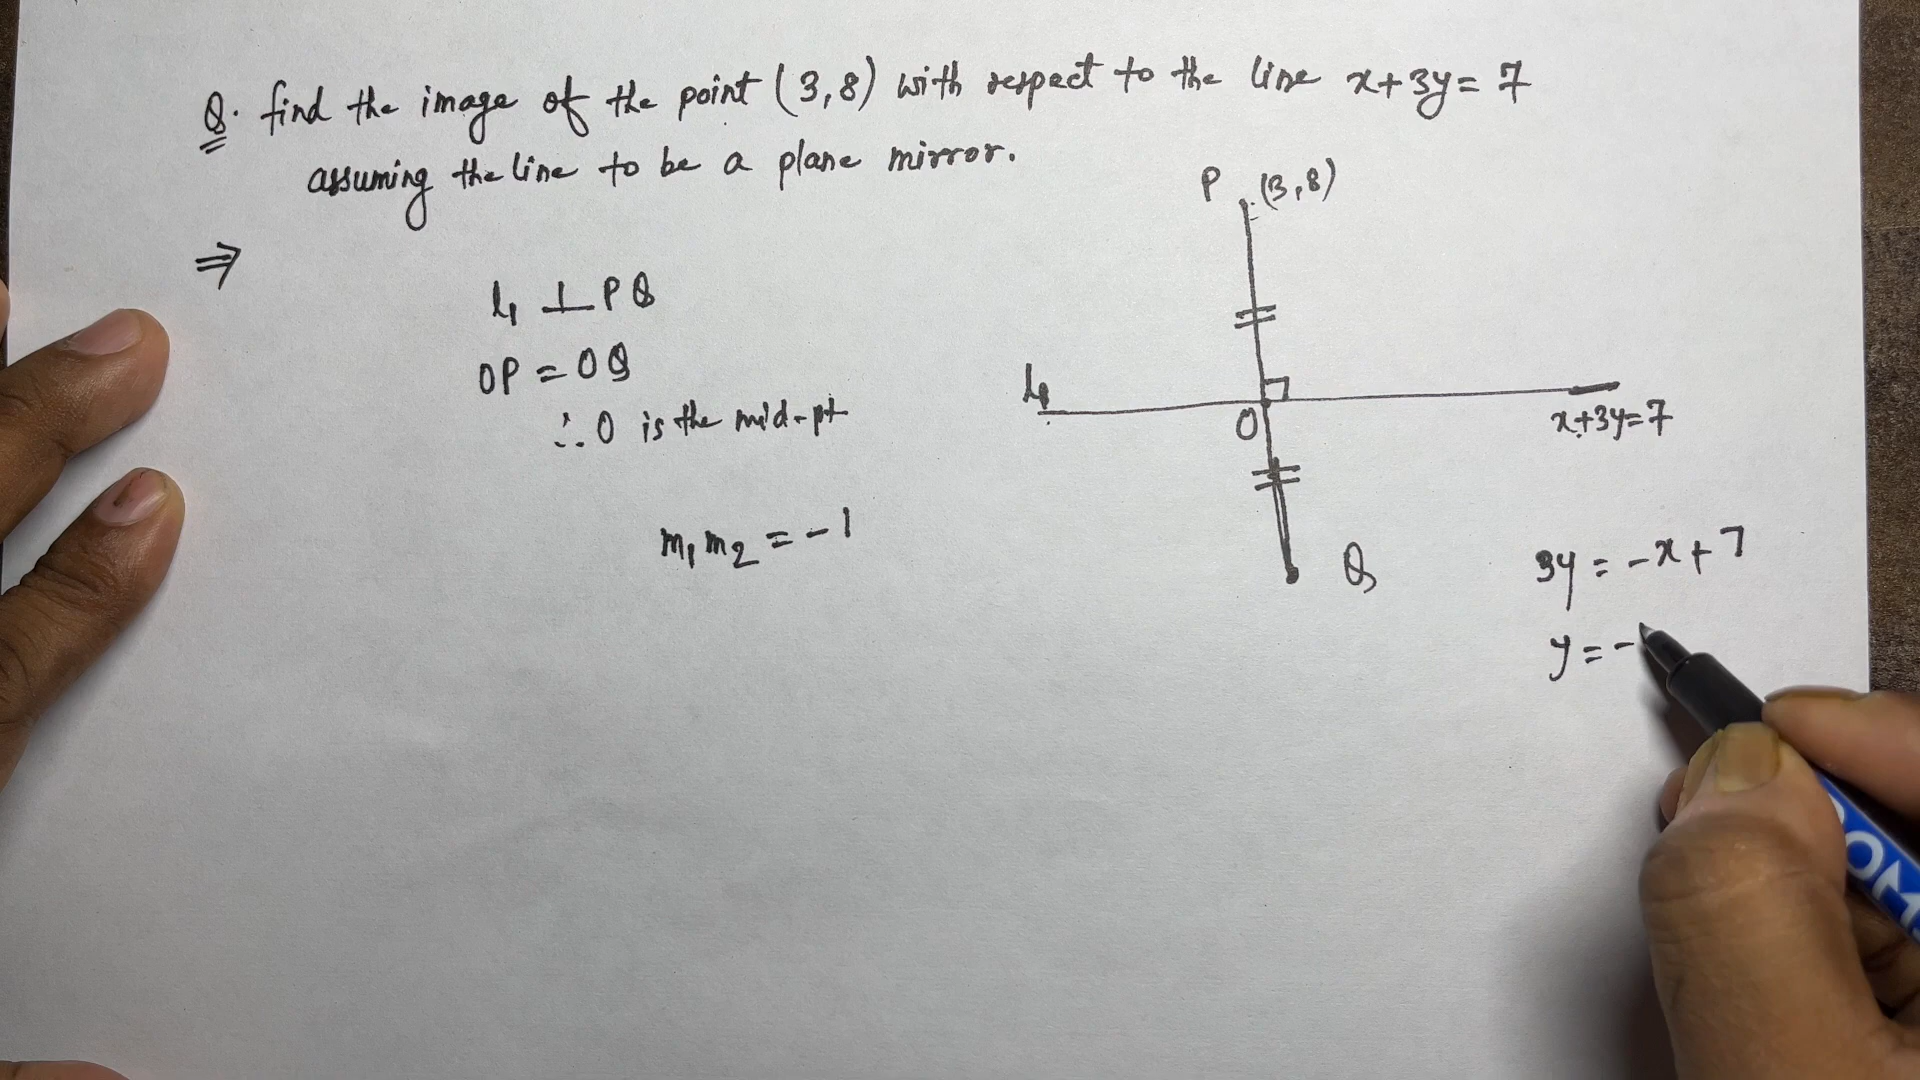 Q. find the image of the point (3,8) with respect to the line x+3y=7
assuming the line to be a plane mirror.
⇒
l₁ ⊥ PQ
OP = OQ
∴ O is the mid-pt
m₁m₂ = -1
P (3,8)
l₁
O
x+3y=7
Q
3y = -x+7
y = -
OM